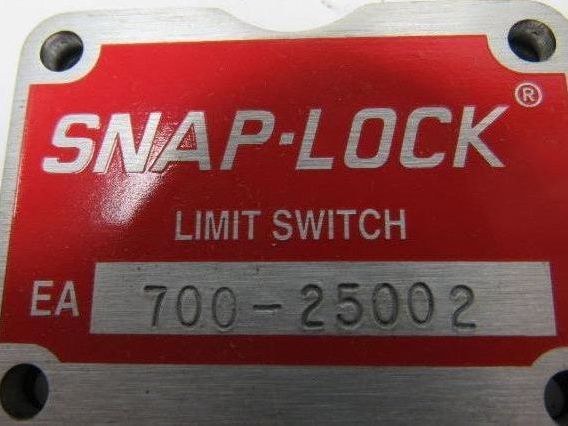 SNAP-LOCK®
LIMIT SWITCH
EA 700-25002